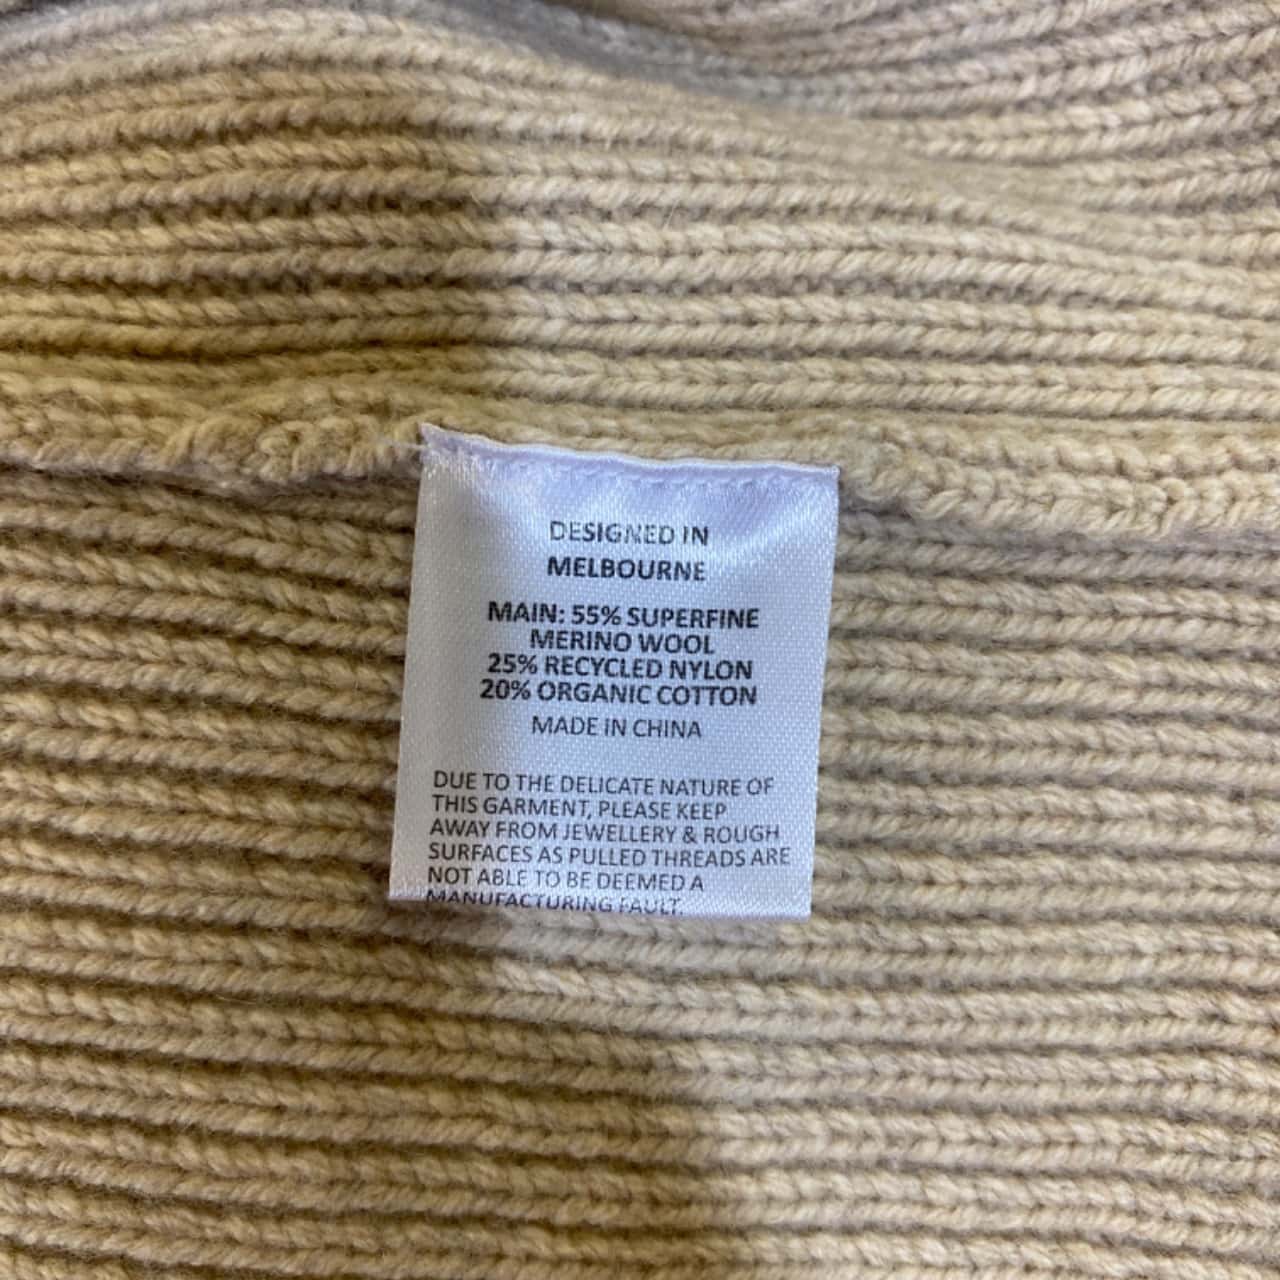 DESIGNED IN
MELBOURNE
MAIN: 55% SUPERFINE
MERINO WOOL
25% RECYCLED NYLON
20% ORGANIC COTTON
MADE IN CHINA
DUE TO THE DELICATE NATURE OF
THIS GARMENT, PLEASE KEEP
AWAY FROM JEWELLERY & ROUGH
SURFACES AS PULLED THREADS ARE
NOT ABLE TO BE DEEMED A
MANUFACTURING FAULT.